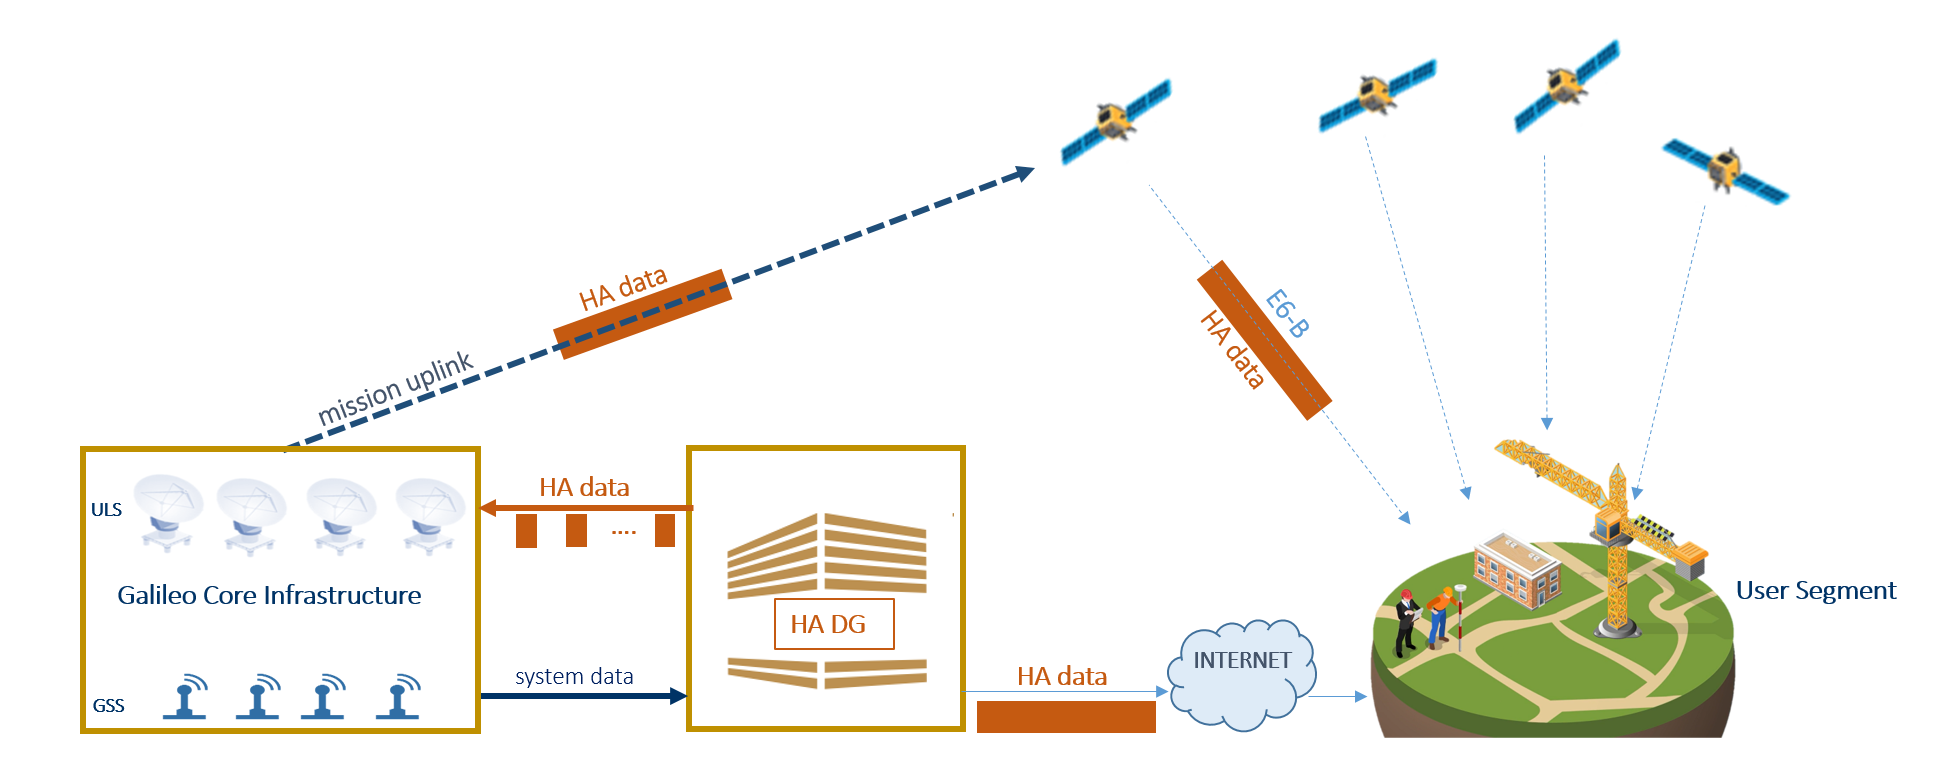 HA data
mission uplink
E6-B
HA data
ULS
HA data
....
Galileo Core Infrastructure
HA DG
User Segment
INTERNET
system data
HA data
GSS